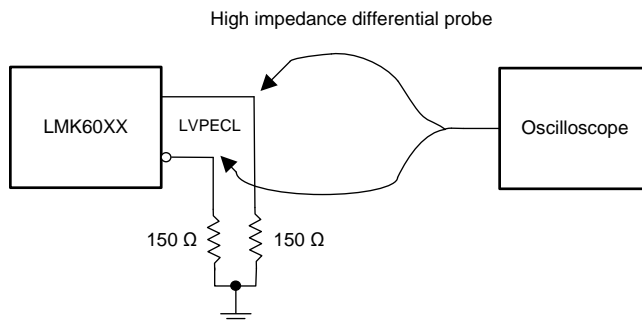 High impedance differential probe
LMK60XX
LVPECL
Oscilloscope
150 Ω
150 Ω